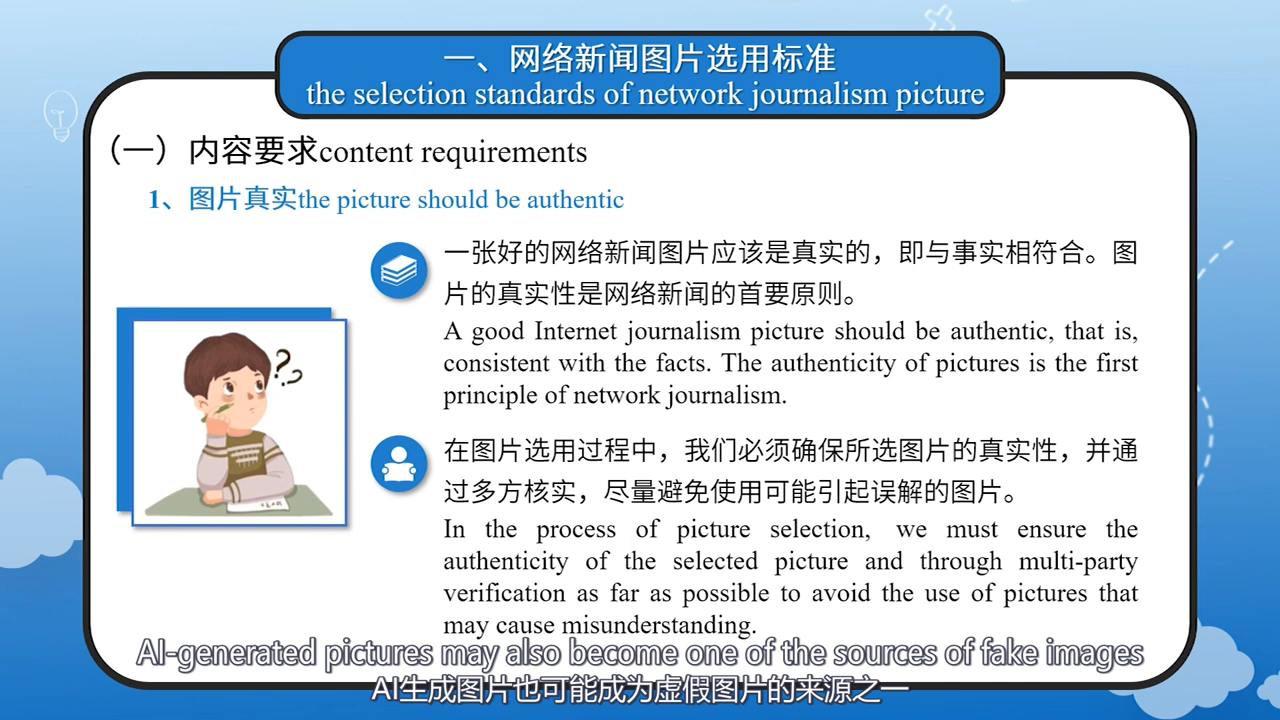 一、网络新闻图片选用标准
the selection standards of network journalism picture
（一）内容要求content requirements
1、图片真实the picture should be authentic
一张好的网络新闻图片应该是真实的，即与事实相符合。图
片的真实性是网络新闻的首要原则。
A good Internet journalism picture should be authentic, that is,
consistent with the facts. The authenticity of pictures is the first
principle of network journalism.
在图片选用过程中，我们必须确保所选图片的真实性，并通
过多方核实，尽量避免使用可能引起误解的图片。
In the process of picture selection, we must ensure the
authenticity of the selected picture and through multi-party
verification as far as possible to avoid the use of pictures that
may cause misunderstanding.
AI-generated pictures may also become one of the sources of fake images
AI生成图片也可能成为虚假图片的来源之一